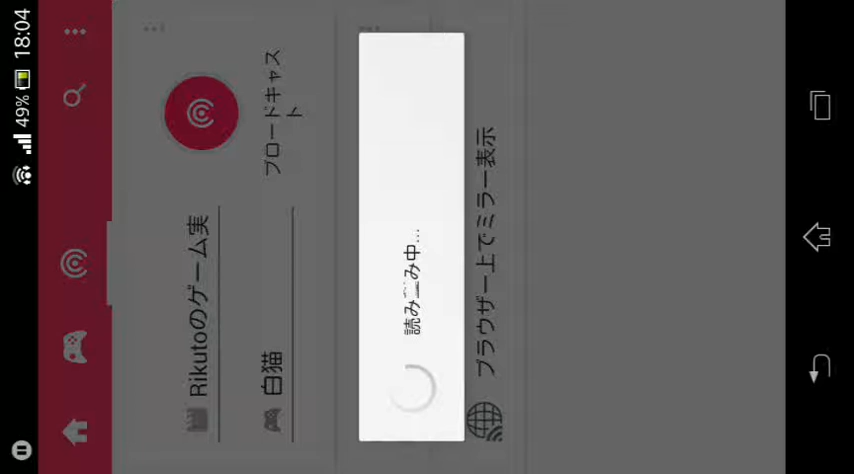 49% 18:04
Rikutoのゲーム実
白猫
ブロードキャス
ト
読み込み中...
ブラウザー上でミラー表示